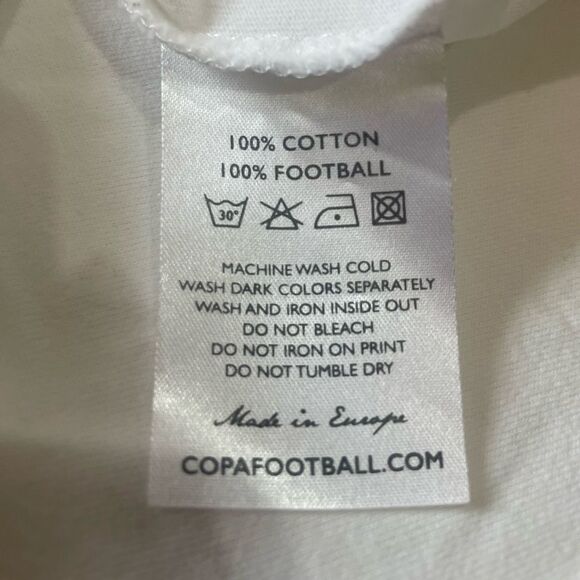 100% COTTON
100% FOOTBALL
30°
MACHINE WASH COLD
WASH DARK COLORS SEPARATELY
WASH AND IRON INSIDE OUT
DO NOT BLEACH
DO NOT IRON ON PRINT
DO NOT TUMBLE DRY
Made in Europe
COPAFOOTBALL.COM